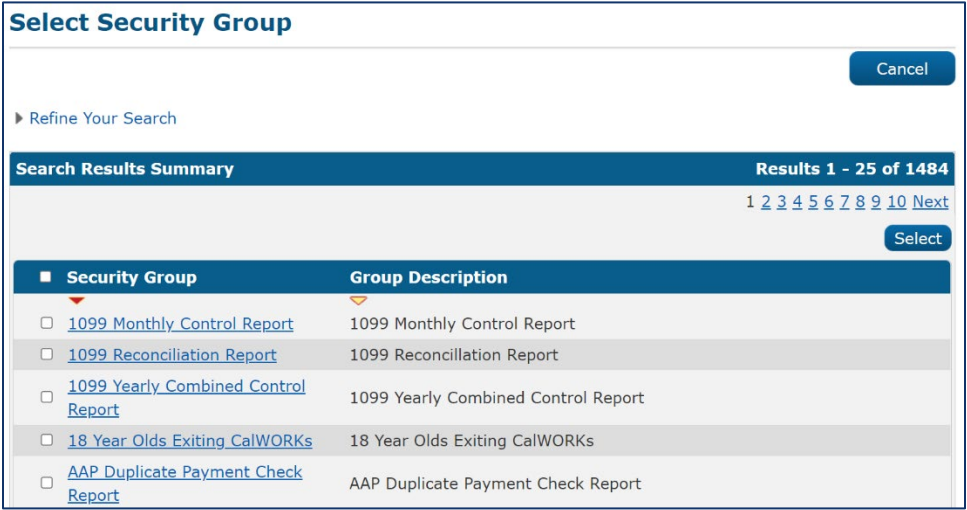 Select Security Group
Cancel
Refine Your Search
Search Results Summary Results 1 - 25 of 1484
1 2 3 4 5 6 7 8 9 10 Next
Select
Security Group Group Description
1099 Monthly Control Report 1099 Monthly Control Report
1099 Reconciliation Report 1099 Reconcillation Report
1099 Yearly Combined Control
Report 1099 Yearly Combined Control Report
18 Year Olds Exiting CalWORKs 18 Year Olds Exiting CalWORKs
AAP Duplicate Payment Check
Report AAP Duplicate Payment Check Report